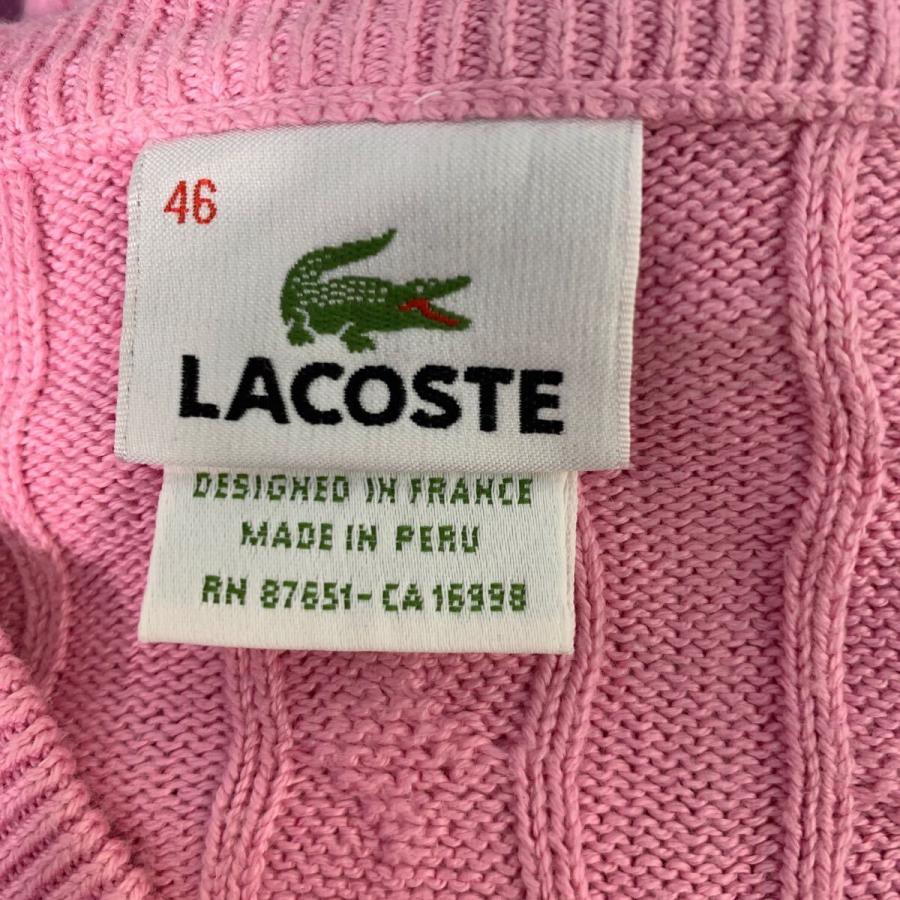 46
LACOSTE
DESIGNED IN FRANCE
MADE IN PERU
RN 87651-CA 16998